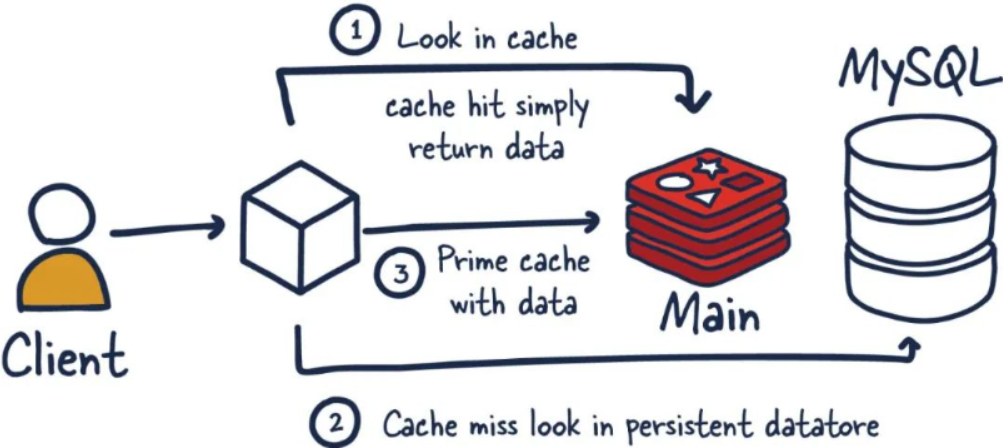 1 Look in cache
cache hit simply
return data
MySQL
3 Prime cache
with data
Main
Client
2 Cache miss look in persistent datatore